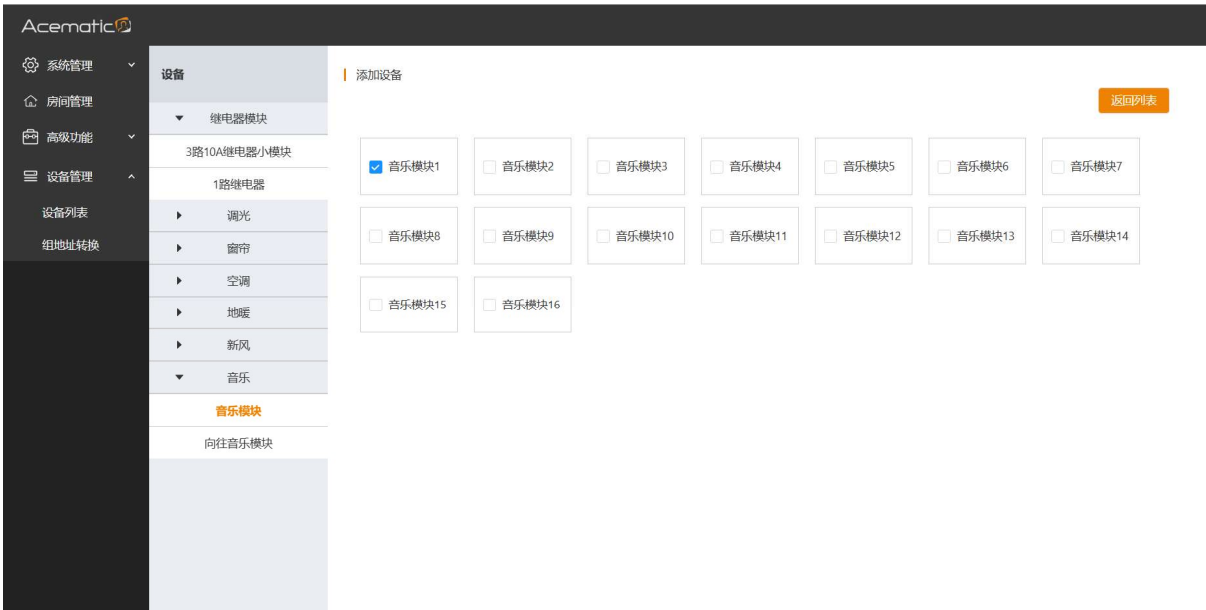 Acematic
系统管理
房间管理
高级功能
设备管理
设备列表
组地址转换
设备
继电器模块
3路10A继电器小模块
1路继电器
调光
窗帘
空调
地暖
新风
音乐
音乐模块
向往音乐模块
添加设备
返回列表
音乐模块1 音乐模块2 音乐模块3 音乐模块4 音乐模块5 音乐模块6 音乐模块7
音乐模块8 音乐模块9 音乐模块10 音乐模块11 音乐模块12 音乐模块13 音乐模块14
音乐模块15 音乐模块16